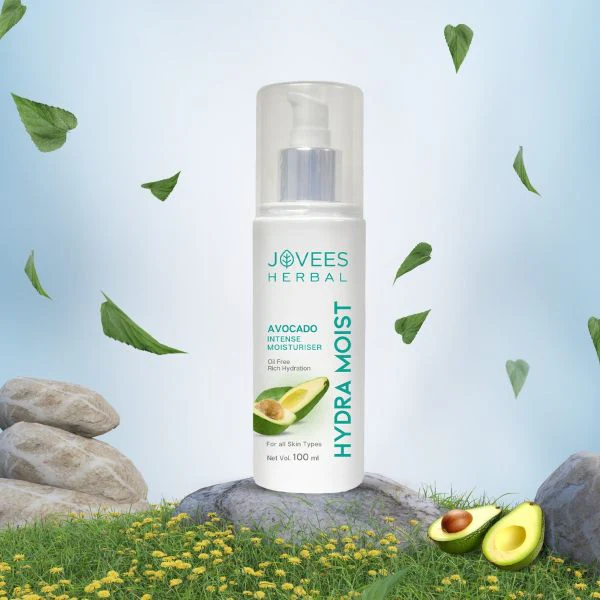 JOVEES
HERBAL
AVOCADO
INTENSE
MOISTURISER
Oil Free
Rich Hydration
HYDRA MOIST
For all Skin Types
Net Vol. 100 ml